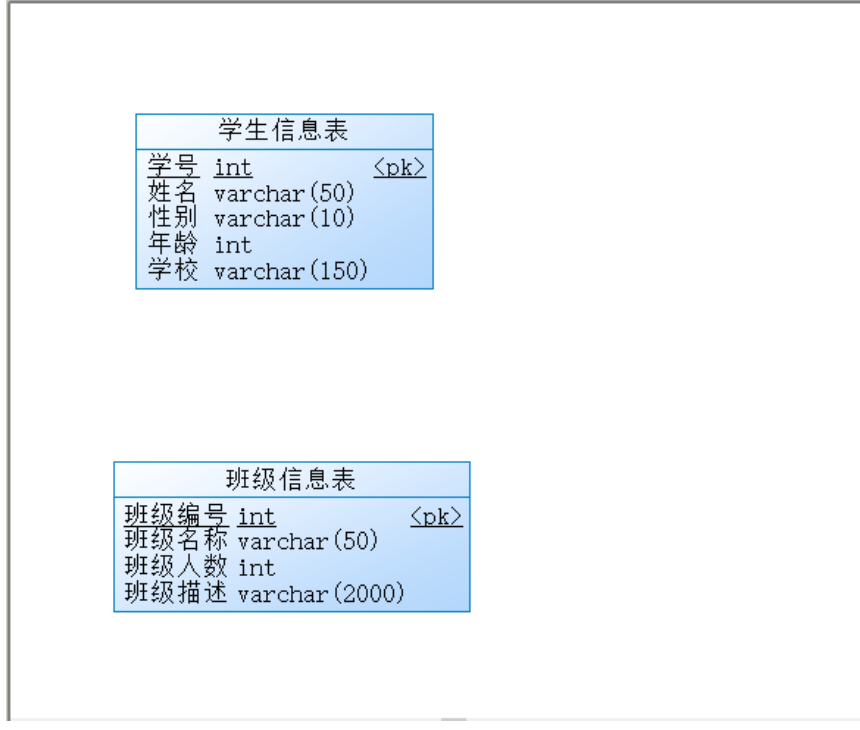 学生信息表
学号 int <pk>
姓名 varchar(50)
性别 varchar(10)
年龄 int
学校 varchar(150)
班级信息表
班级编号 int <pk>
班级名称 varchar(50)
班级人数 int
班级描述 varchar(2000)